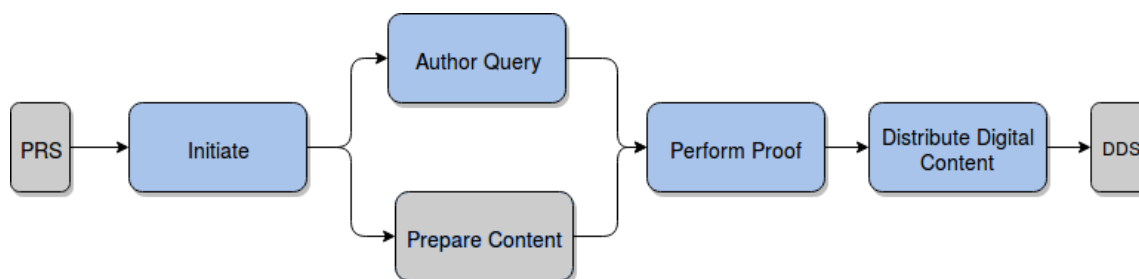 Author Query
PRS
Initiate
Perform Proof
Distribute Digital
Content
DDS
Prepare Content